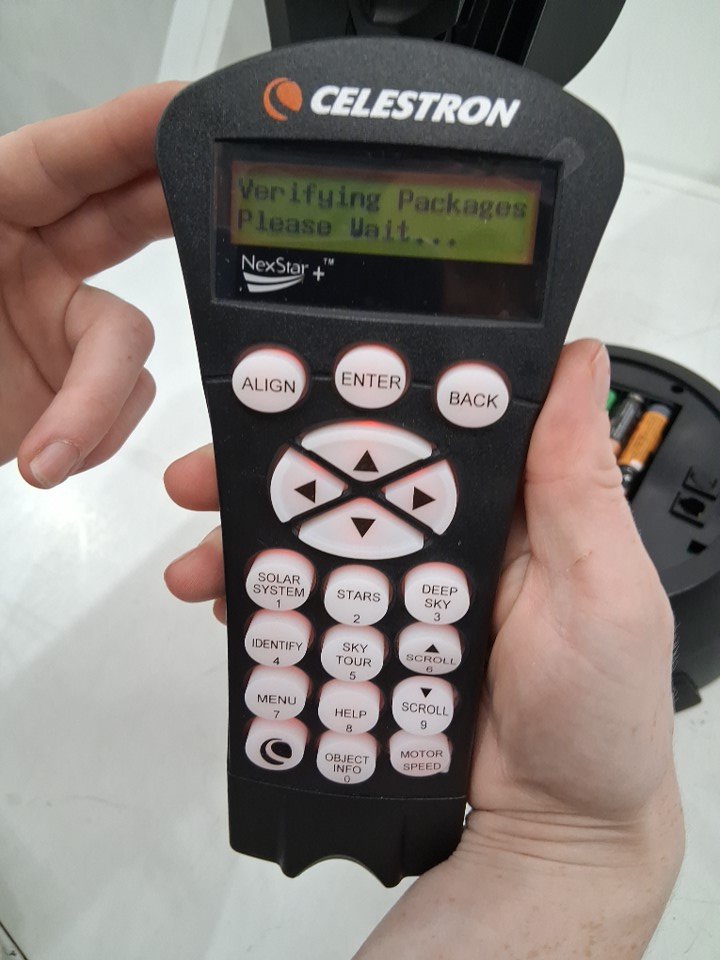 CELESTRON
Verifying Packages
Please Wait...
NexStar +™
ALIGN
ENTER
BACK
▲
◀
▶
▼
SOLAR
SYSTEM
1
STARS
2
DEEP
SKY
3
IDENTIFY
4
SKY
TOUR
5
▲
SCROLL
6
MENU
7
HELP
8
▼
SCROLL
9
OBJECT
INFO
0
MOTOR
SPEED